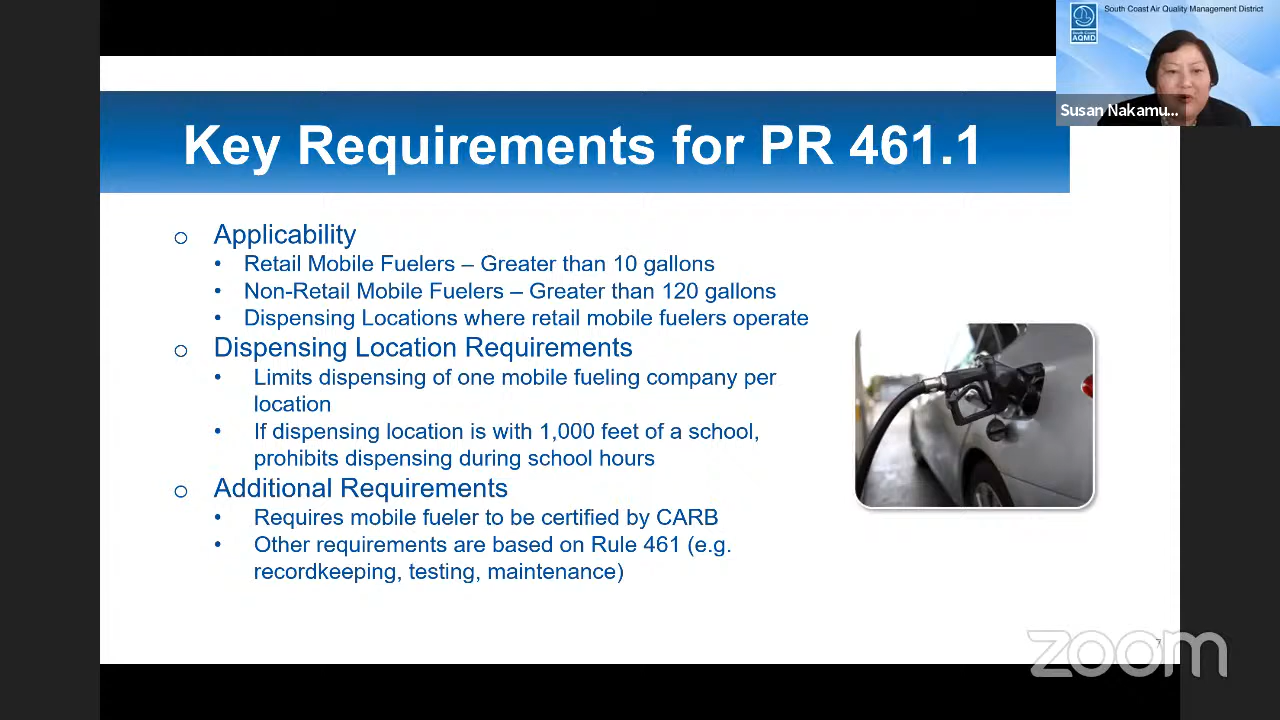 South Coast Air Quality Management District
South Coast
AQMD
Susan Nakamu...
Key Requirements for PR 461.1
o Applicability
• Retail Mobile Fuelers – Greater than 10 gallons
• Non-Retail Mobile Fuelers – Greater than 120 gallons
• Dispensing Locations where retail mobile fuelers operate
o Dispensing Location Requirements
• Limits dispensing of one mobile fueling company per
location
• If dispensing location is with 1,000 feet of a school,
prohibits dispensing during school hours
o Additional Requirements
• Requires mobile fueler to be certified by CARB
• Other requirements are based on Rule 461 (e.g.
recordkeeping, testing, maintenance)
7
zoom